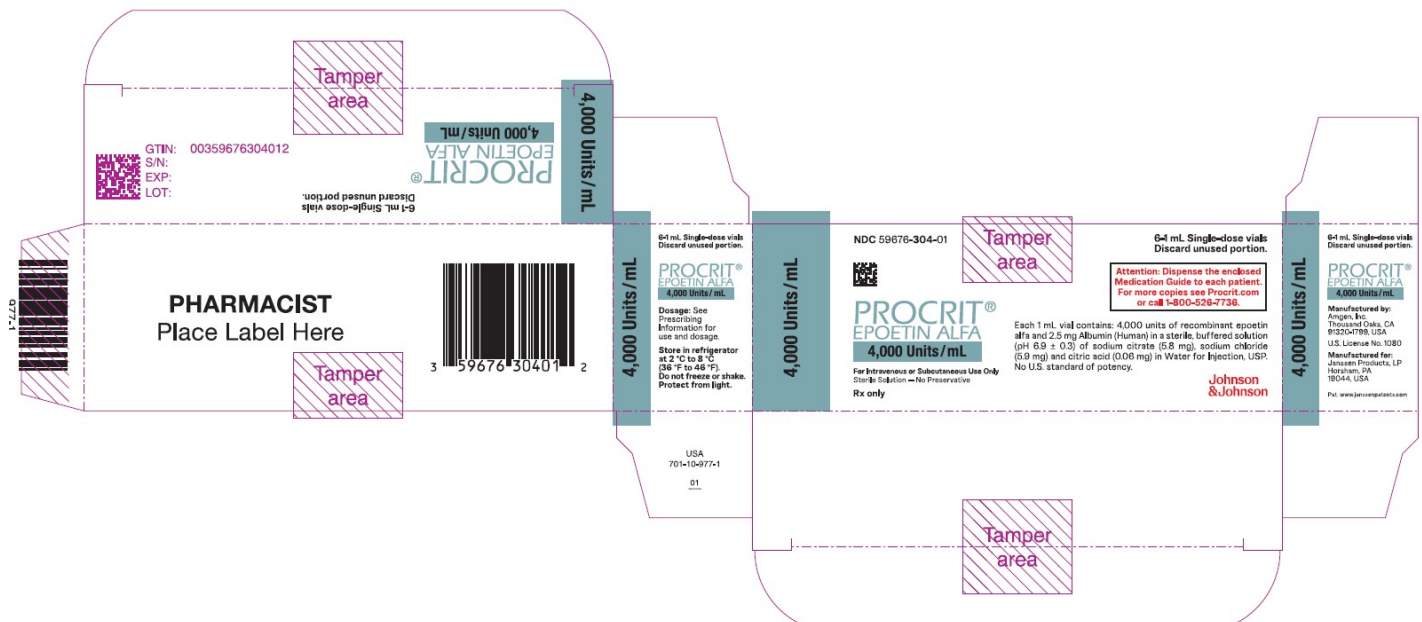 Tamper
area
4,000 Units/mL
GTIN: 00359676304012
S/N:
EXP:
LOT:
6-1 mL Single-dose vials
Discard unused portion.
PROCRIT®
EPOETIN ALFA
4,000 Units/mL
9777-1
PHARMACIST
Place Label Here
3 59676 30401 2
Tamper
area
4,000 Units/mL
6-1 mL Single-dose vials
Discard unused portion.
PROCRIT®
EPOETIN ALFA
4,000 Units/mL
Dosage: See
Prescribing
Information for
use and dosage.
Store in refrigerator
at 2 °C to 8 °C
(36 °F to 46 °F).
Do not freeze or shake.
Protect from light.
USA
701-10-977-1
01
4,000 Units/mL
NDC 59676-304-01
PROCRIT®
EPOETIN ALFA
4,000 Units/mL
For Intravenous or Subcutaneous Use Only
Sterile Solution – No Preservative
Rx only
Tamper
area
6-1 mL Single-dose vials
Discard unused portion.
Attention: Dispense the enclosed
Medication Guide to each patient.
For more copies see Procrit.com
or call 1-800-526-7736.
Each 1 mL vial contains: 4,000 units of recombinant epoetin
alfa and 2.5 mg Albumin (Human) in a sterile, buffered solution
(pH 6.9 ± 0.3) of sodium citrate (5.8 mg), sodium chloride
(5.9 mg) and citric acid (0.06 mg) in Water for Injection, USP.
No U.S. standard of potency.
Johnson
&Johnson
4,000 Units/mL
6-1 mL Single-dose vials
Discard unused portion.
PROCRIT®
EPOETIN ALFA
4,000 Units/mL
Manufactured by:
Amgen, Inc.
Thousand Oaks, CA
91320-1799, USA
U.S. License No. 1080
Manufactured for:
Janssen Products, LP
Horsham, PA
19044, USA
Pat. www.janssenpatents.com
Tamper
area